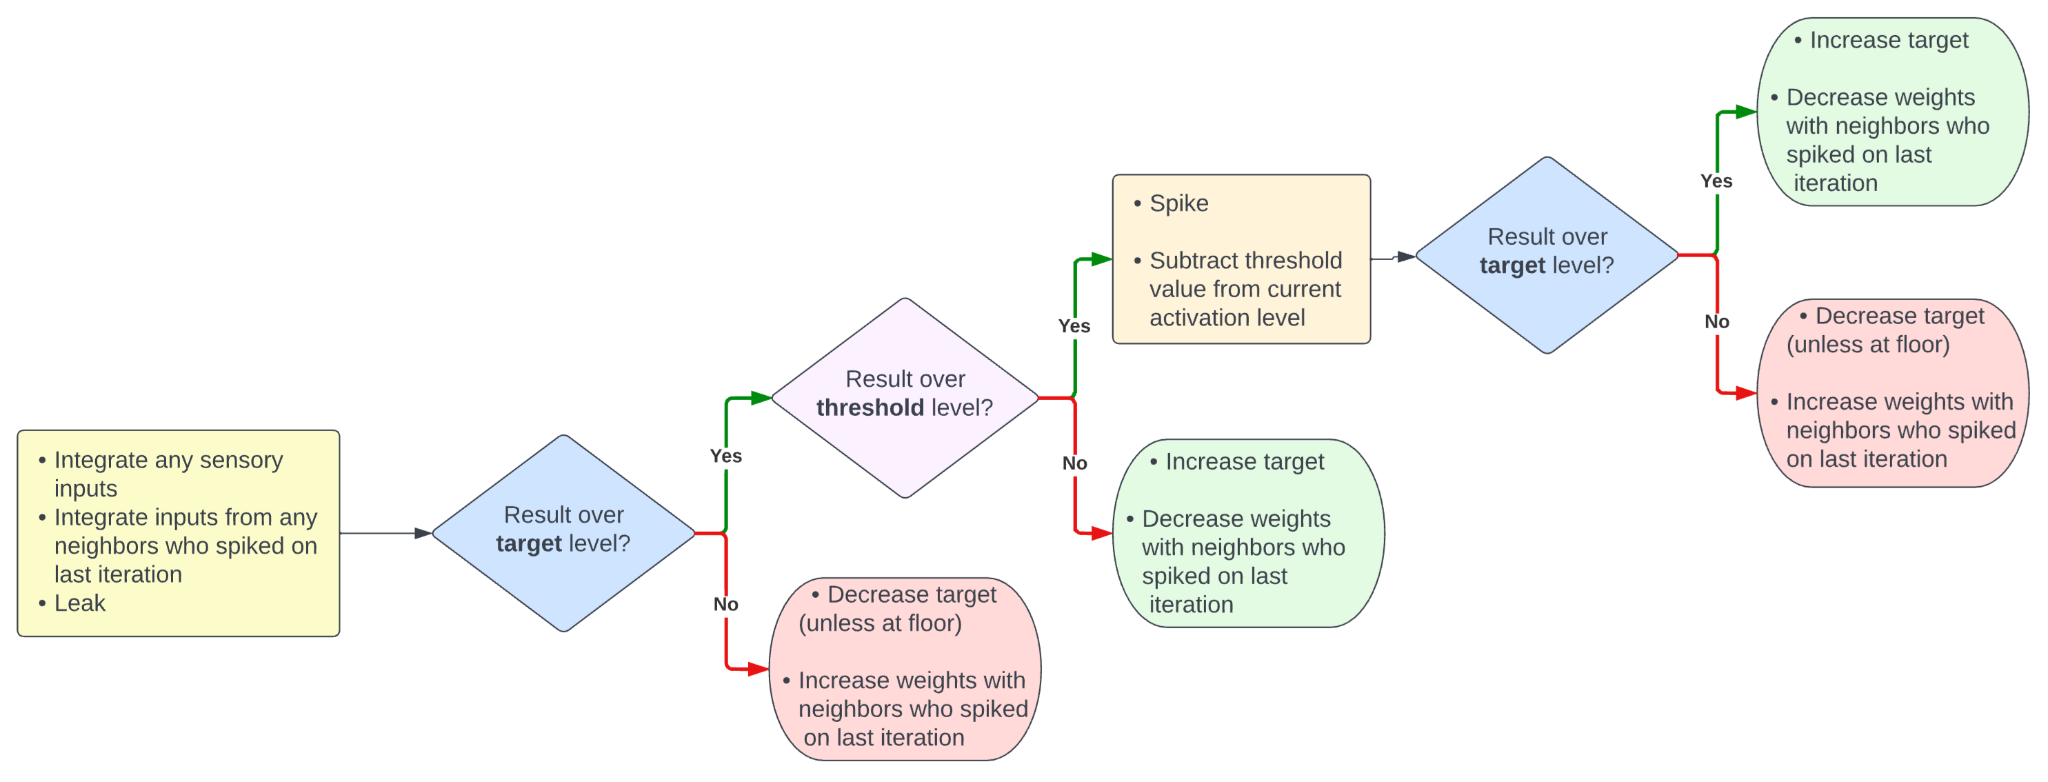 • Integrate any sensory
inputs
• Integrate inputs from any
neighbors who spiked on
last iteration
• Leak
Result over
target level?
Yes
No
• Decrease target
(unless at floor)
• Increase weights with
neighbors who spiked
on last iteration
Result over
threshold level?
Yes
No
• Increase target
• Decrease weights
with neighbors who
spiked on last
iteration
• Spike
• Subtract threshold
value from current
activation level
Result over
target level?
Yes
No
• Increase target
• Decrease weights
with neighbors who
spiked on last
iteration
• Decrease target
(unless at floor)
• Increase weights with
neighbors who spiked
on last iteration